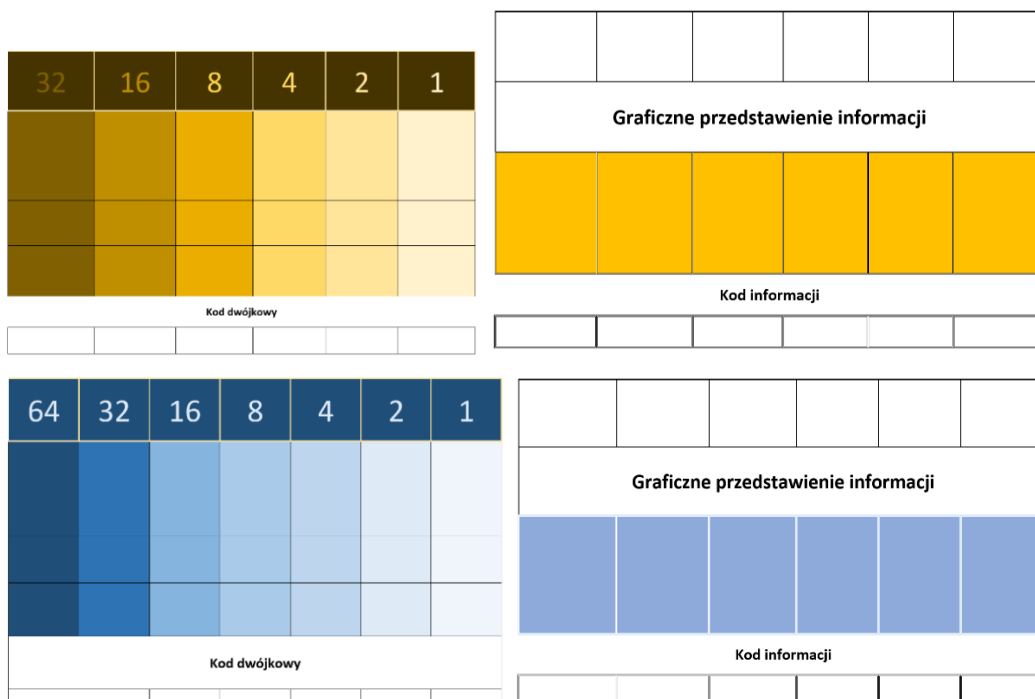 32 16 8 4 2 1
Graficzne przedstawienie informacji
Kod dwójkowy
Kod informacji
64 32 16 8 4 2 1
Graficzne przedstawienie informacji
Kod dwójkowy
Kod informacji